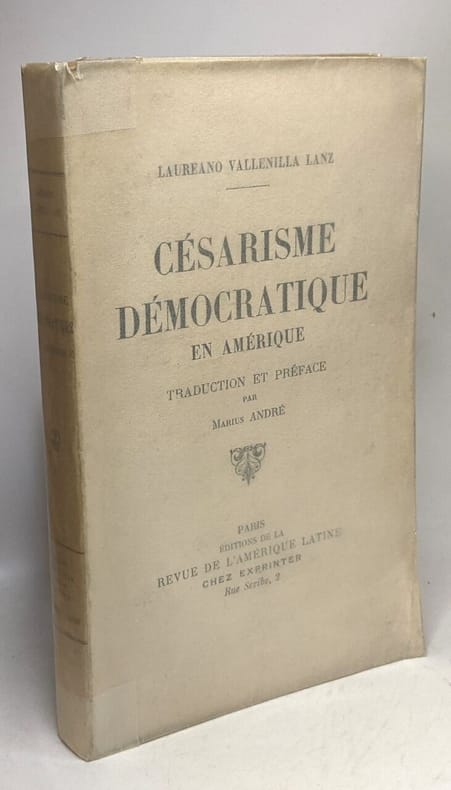 LAUREANO VALLENILLA LANZ
CÉSARISME
DÉMOCRATIQUE
EN AMÉRIQUE
TRADUCTION ET PRÉFACE
PAR
MARIUS ANDRÉ
PARIS
ÉDITIONS DE LA
REVUE DE L'AMÉRIQUE LATINE
CHEZ EXPRINTER
Rue Scribe, 2